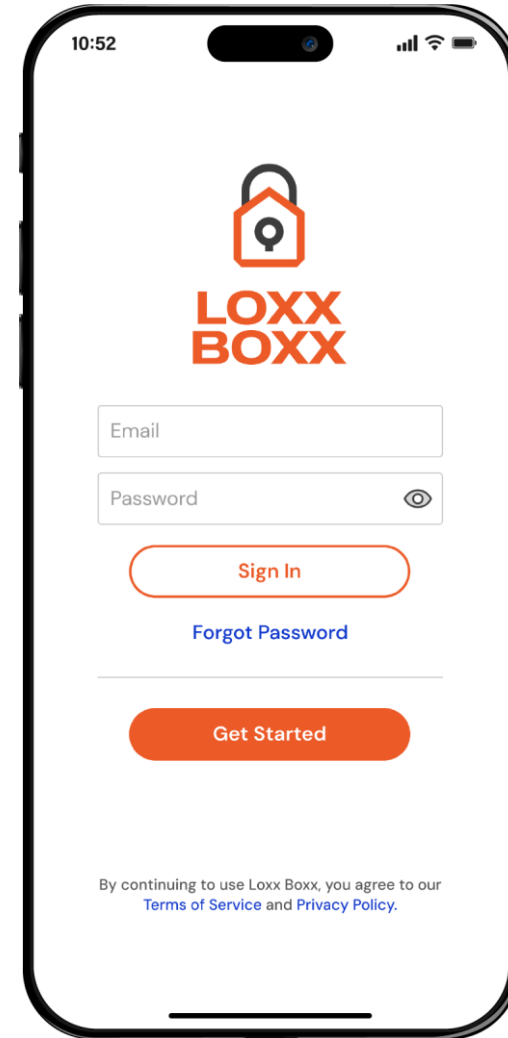 10:52
LOXX
BOXX
Email
Password
Sign In
Forgot Password
Get Started
By continuing to use Loxx Boxx, you agree to our
Terms of Service and Privacy Policy.